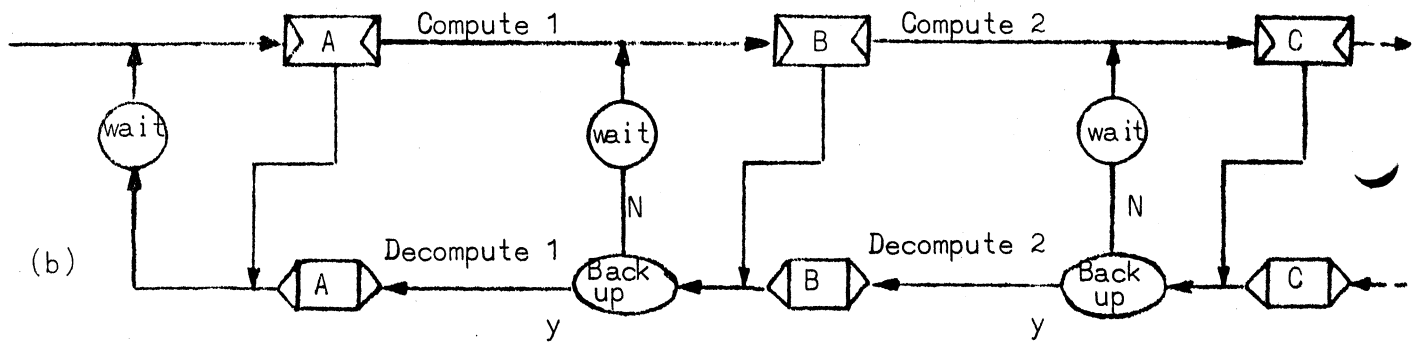 A
Compute 1
B
Compute 2
C
wait
wait
wait
N
N
(b)
A
Decompute 1
Back
up
B
Decompute 2
Back
up
C
y
y